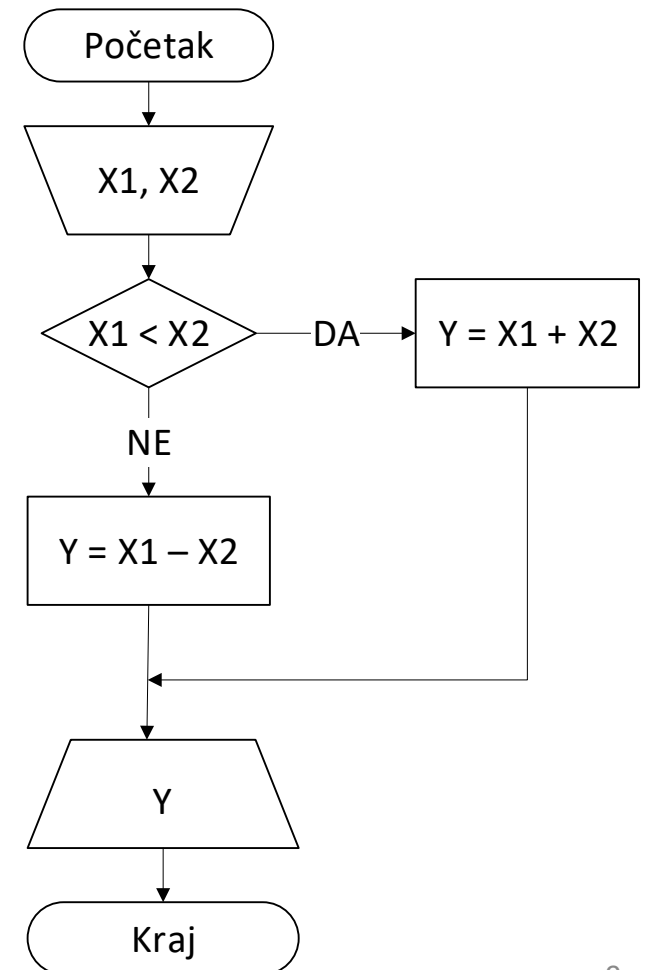 Početak
X1, X2
X1 < X2
DA
Y = X1 + X2
NE
Y = X1 – X2
Y
Kraj